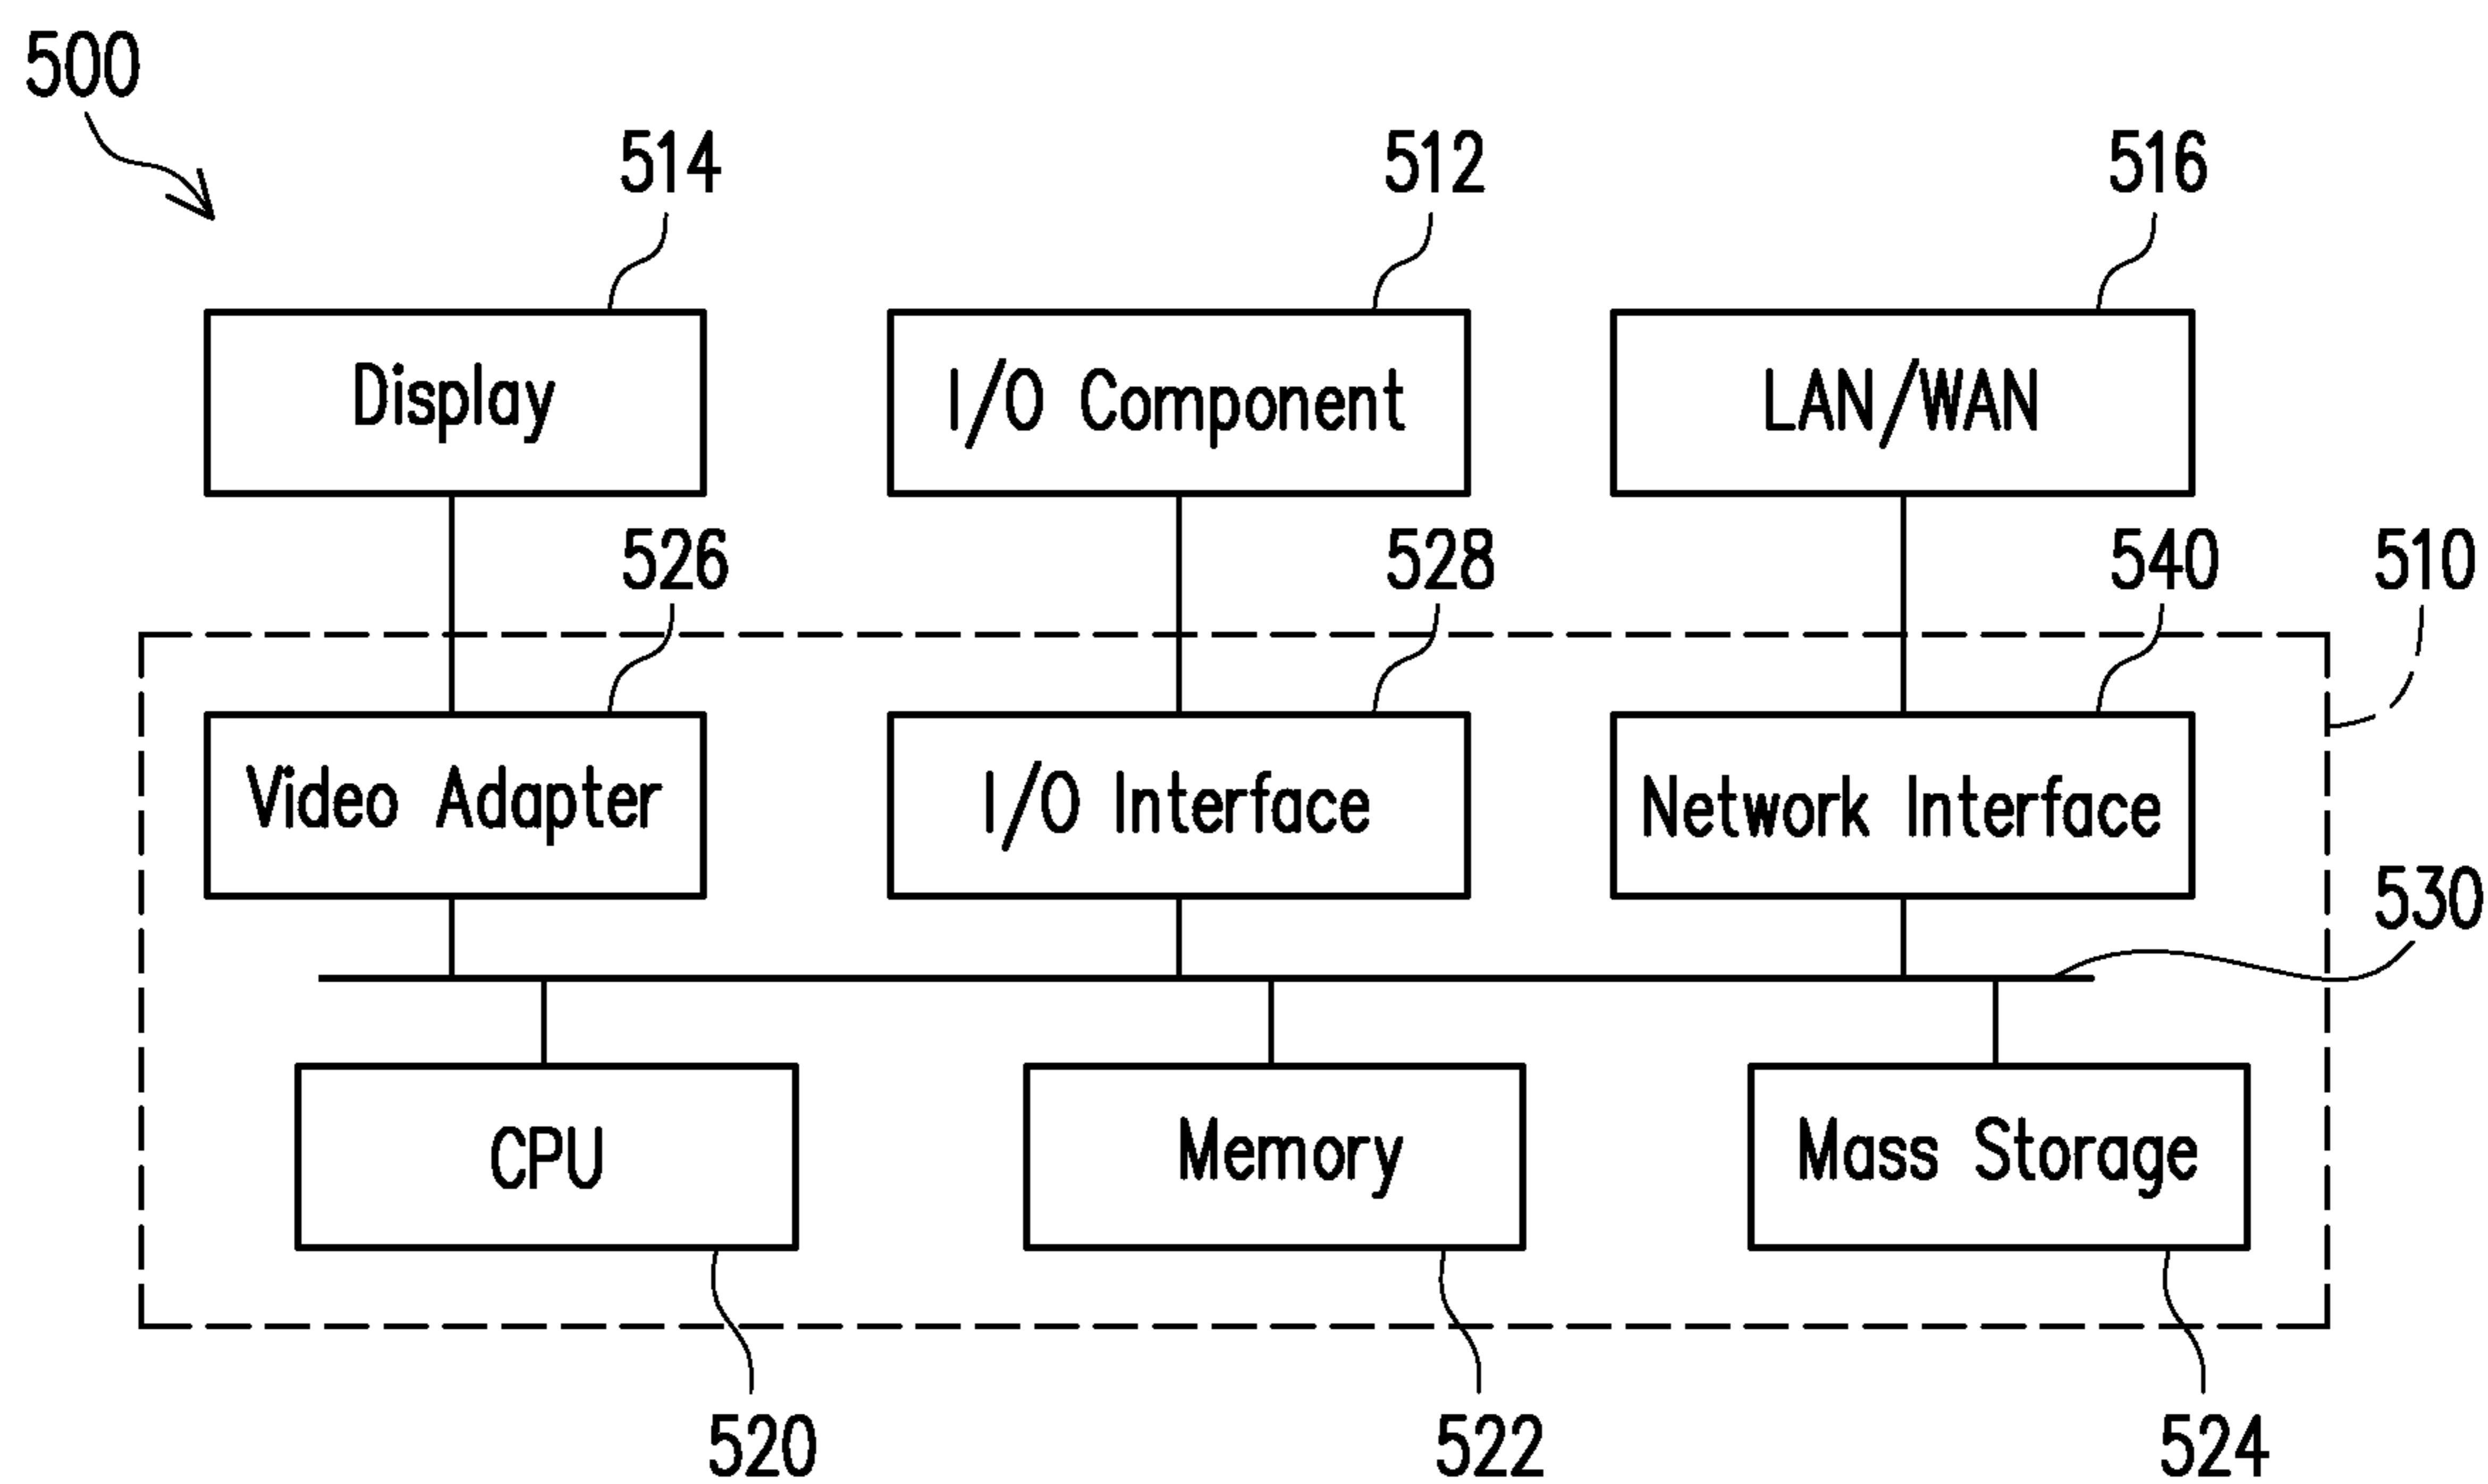 500
514
512
516
Display
I/O Component
LAN/WAN
526
528
540
510
Video Adapter
I/O Interface
Network Interface
530
CPU
Memory
Mass Storage
520
522
524